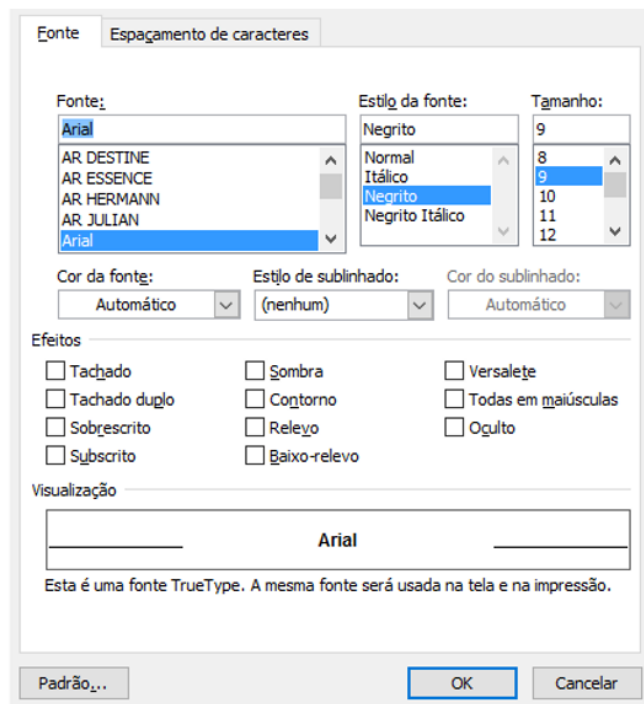 Fonte Espaçamento de caracteres
Fonte: Estilo da fonte: Tamanho:
Arial Negrito 9
AR DESTINE Normal 8
AR ESSENCE Itálico 9
AR HERMANN Negrito 10
AR JULIAN Negrito Itálico 11
Arial 12
Cor da fonte: Estilo de sublinhado: Cor do sublinhado:
Automático (nenhum) Automático
Efeitos
Tachado Sombra Versalete
Tachado duplo Contorno Todas em maiúsculas
Sobrescrito Relevo Oculto
Subscrito Baixo-relevo
Visualização
Arial
Esta é uma fonte TrueType. A mesma fonte será usada na tela e na impressão.
Padrão... OK Cancelar